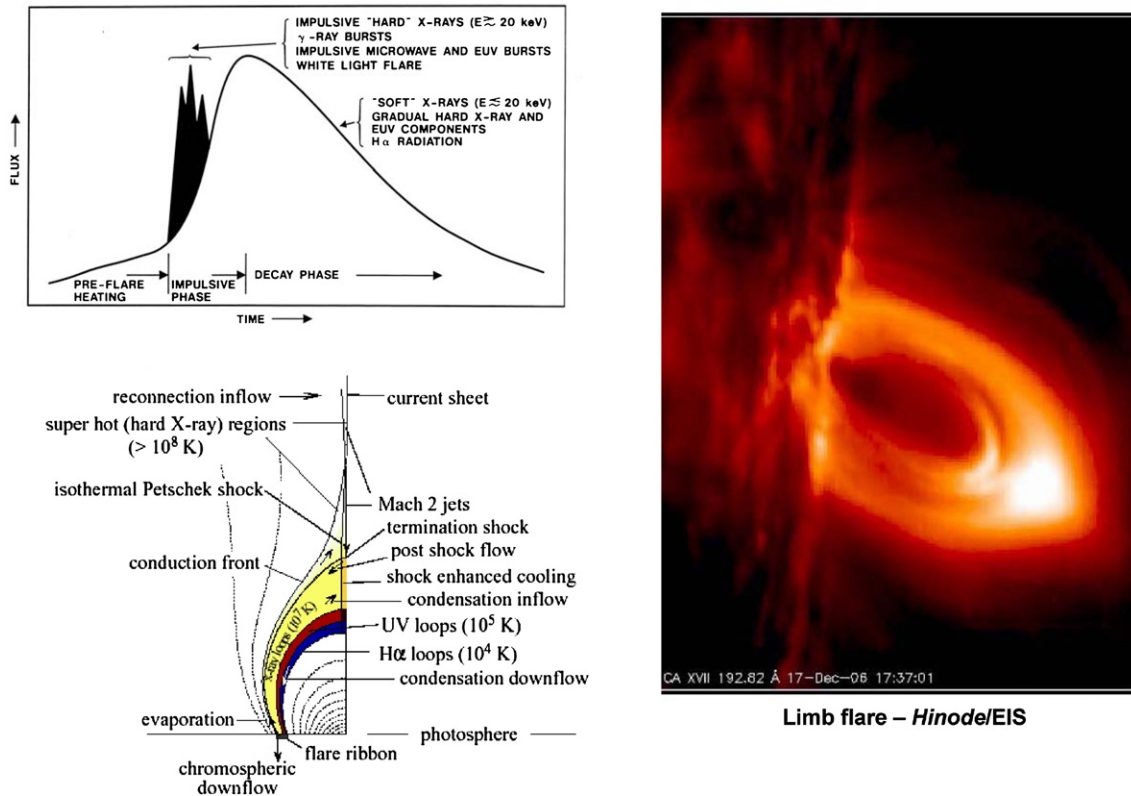 IMPULSIVE "HARD" X-RAYS (E ≳ 20 keV)
γ-RAY BURSTS
IMPULSIVE MICROWAVE AND EUV BURSTS
WHITE LIGHT FLARE
"SOFT" X-RAYS (E ≂ 20 keV)
GRADUAL HARD X-RAY AND
EUV COMPONENTS
Hα RADIATION
FLUX
PRE-FLARE
HEATING
IMPULSIVE
PHASE
DECAY PHASE
TIME
reconnection inflow
current sheet
super hot (hard X-ray) regions
(> 10⁸ K)
isothermal Petschek shock
Mach 2 jets
termination shock
post shock flow
conduction front
shock enhanced cooling
condensation inflow
X-ray loops (10⁷ K)
UV loops (10⁵ K)
Hα loops (10⁴ K)
condensation downflow
evaporation
photosphere
flare ribbon
chromospheric
downflow
CA XVII 192.82 Å 17-Dec-06 17:37:01
Limb flare – Hinode/EIS